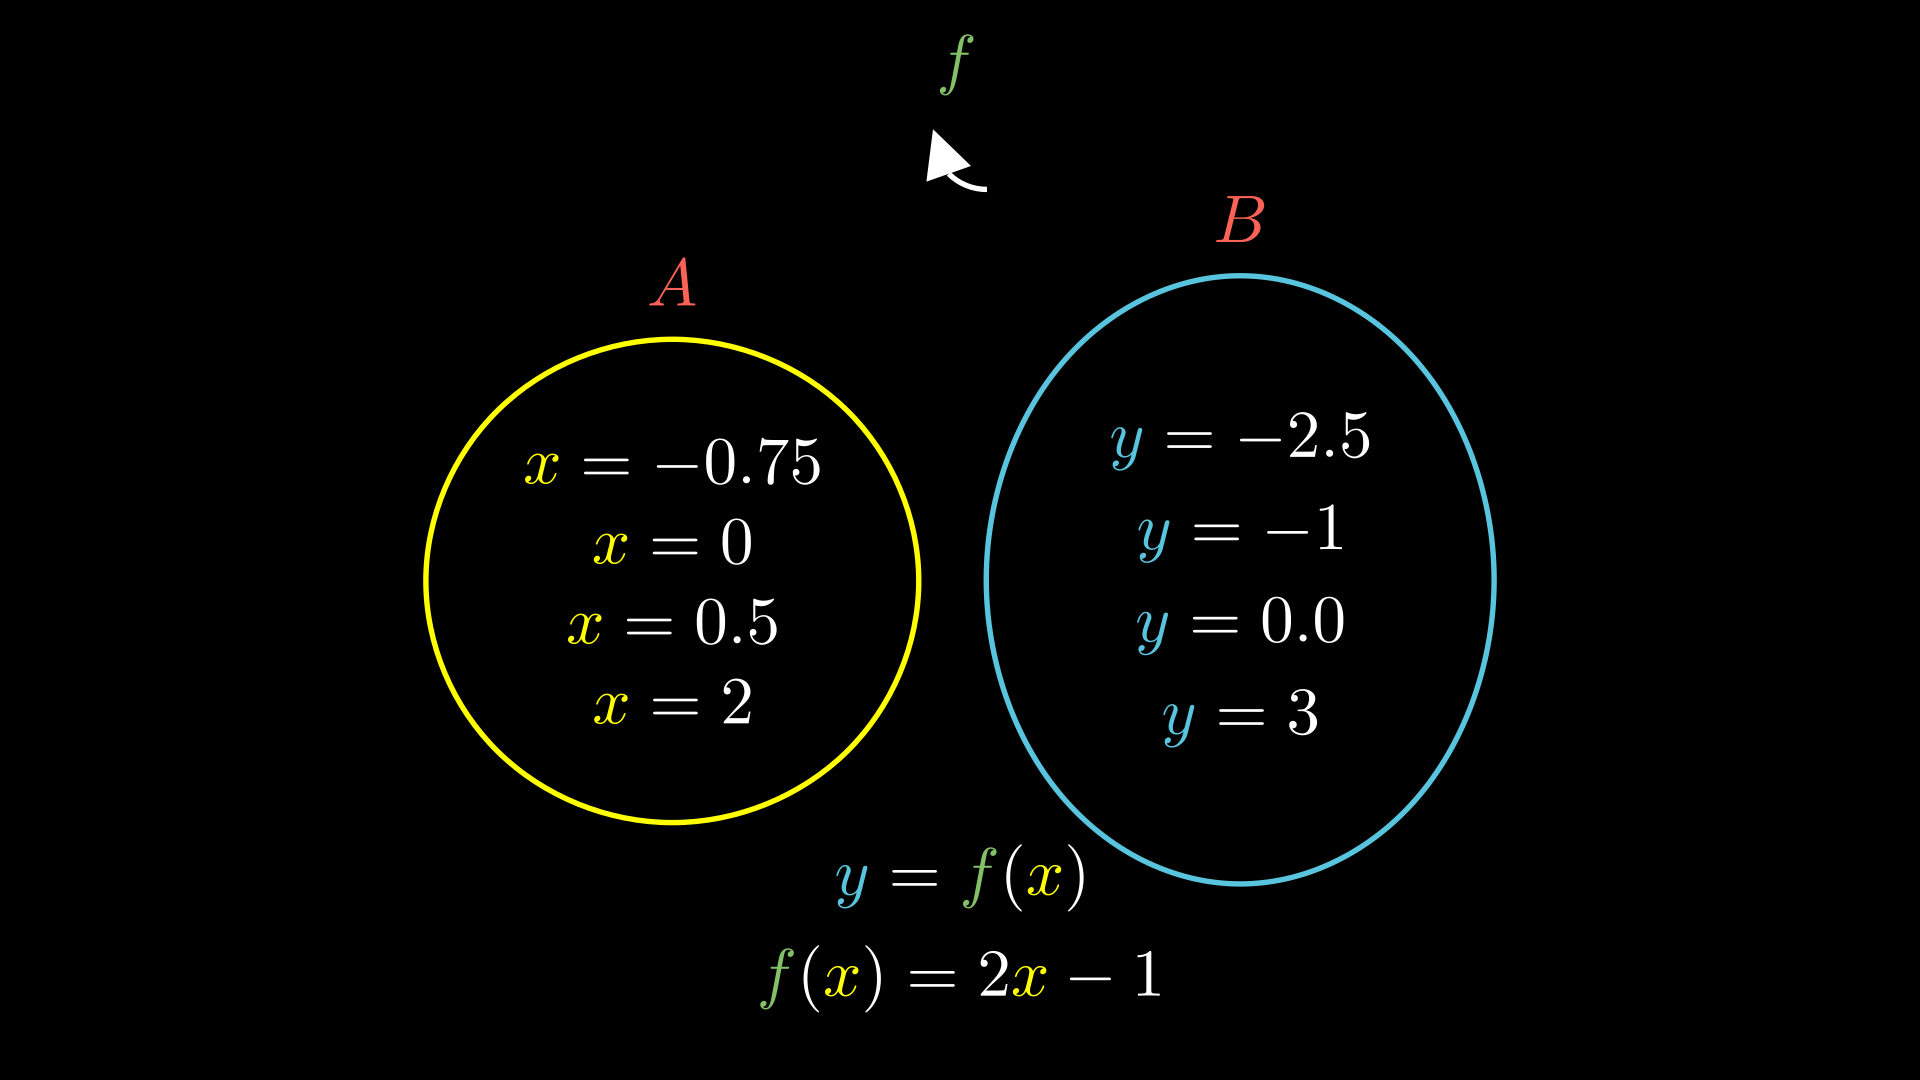 f
A
B
x = −0.75
x = 0
x = 0.5
x = 2
y = −2.5
y = −1
y = 0.0
y = 3
y = f(x)
f(x) = 2x − 1